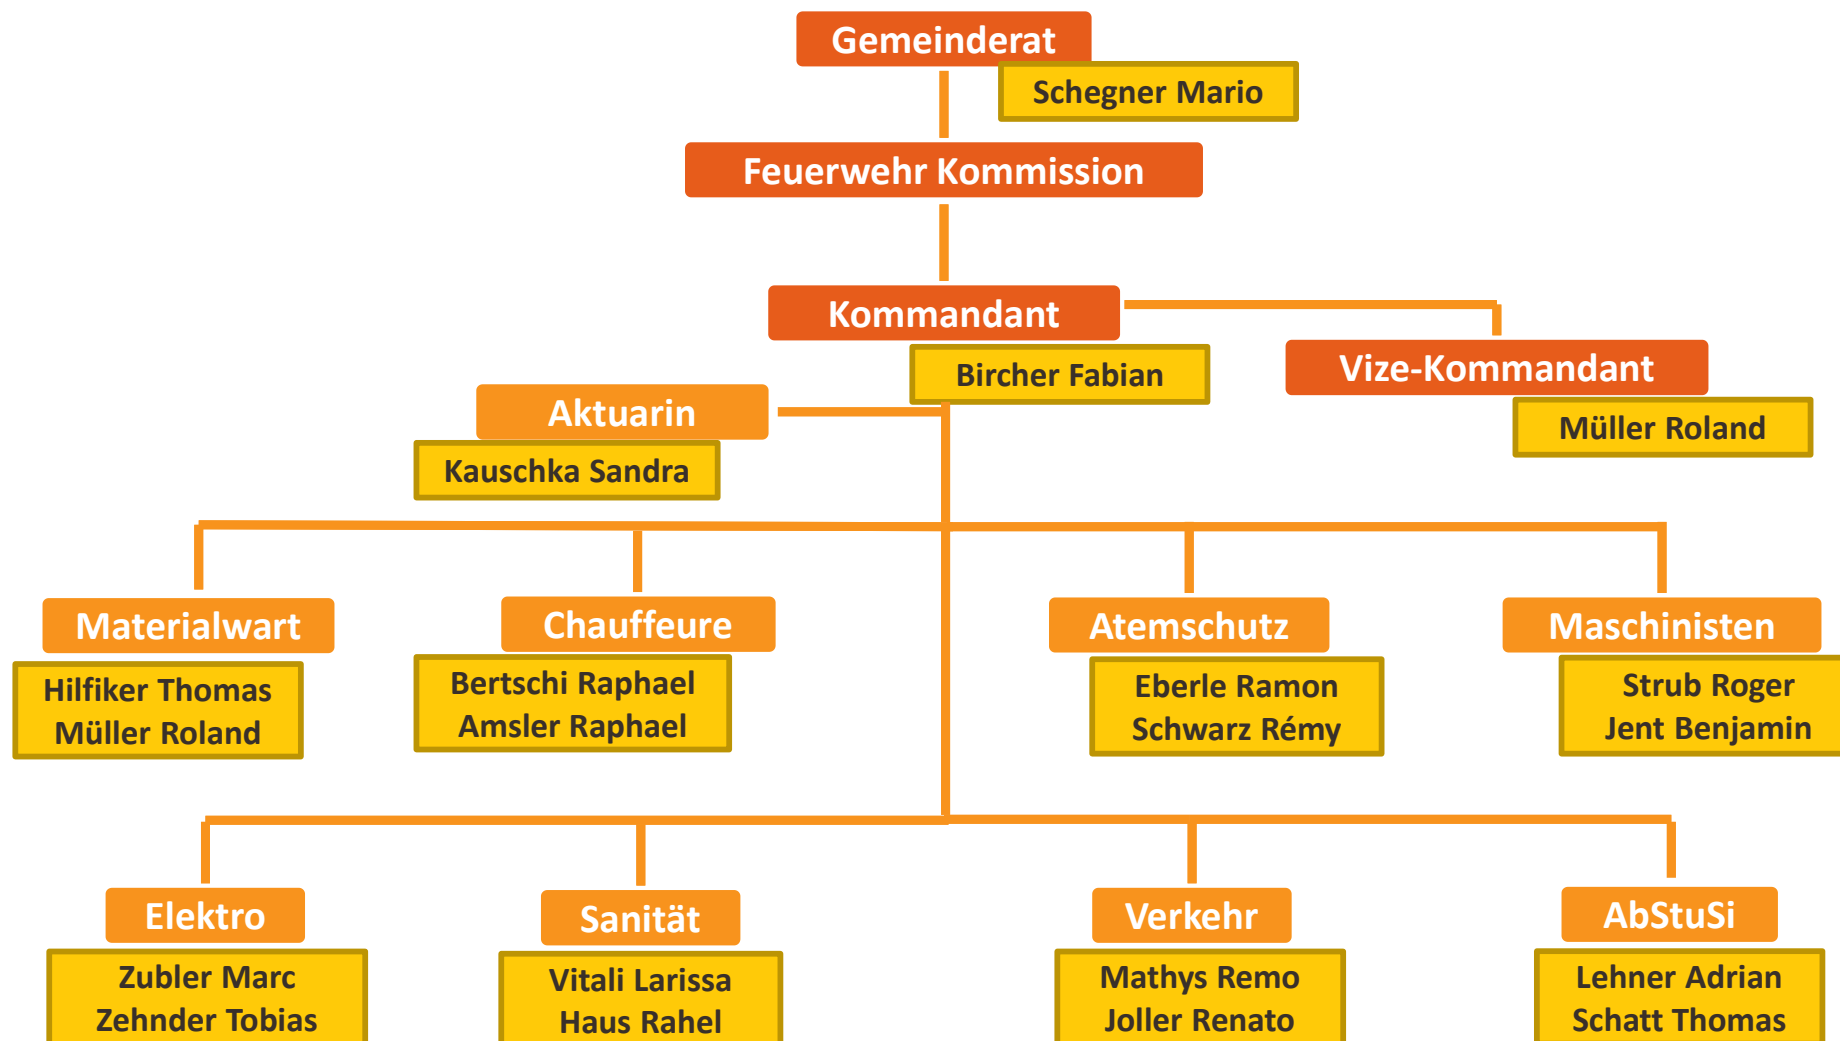 Gemeinderat
Schegner Mario
Feuerwehr Kommission
Kommandant
Bircher Fabian
Vize-Kommandant
Müller Roland
Aktuarin
Kauschka Sandra
Materialwart
Hilfiker Thomas
Müller Roland
Chauffeure
Bertschi Raphael
Amsler Raphael
Atemschutz
Eberle Ramon
Schwarz Rémy
Maschinisten
Strub Roger
Jent Benjamin
Elektro
Zubler Marc
Zehnder Tobias
Sanität
Vitali Larissa
Haus Rahel
Verkehr
Mathys Remo
Joller Renato
AbStuSi
Lehner Adrian
Schatt Thomas